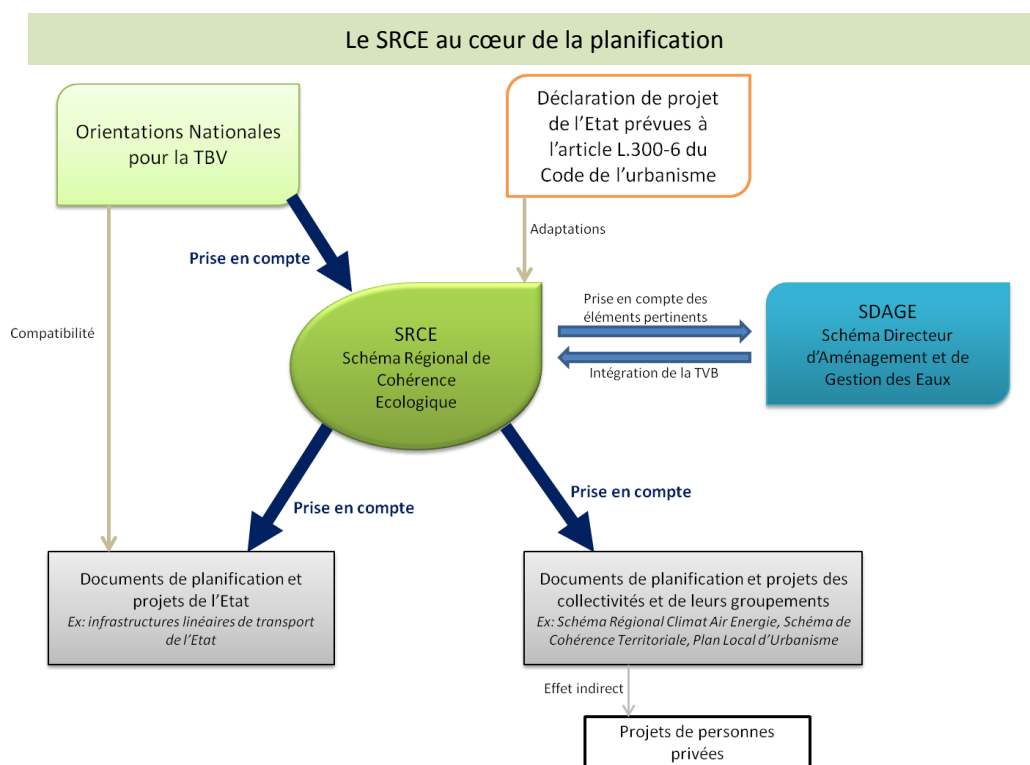 Le SRCE au cœur de la planification
Orientations Nationales
pour la TBV
Déclaration de projet
de l’Etat prévues à
l’article L.300-6 du
Code de l’urbanisme
Prise en compte
Adaptations
Compatibilité
SRCE
Schéma Régional de
Cohérence
Ecologique
Prise en compte des
éléments pertinents
Intégration de la TVB
SDAGE
Schéma Directeur
d’Aménagement et de
Gestion des Eaux
Prise en compte
Prise en compte
Documents de planification et
projets de l’Etat
Ex: infrastructures linéaires de transport
de l’Etat
Documents de planification et projets des
collectivités et de leurs groupements
Ex: Schéma Régional Climat Air Energie, Schéma de
Cohérence Territoriale, Plan Local d’Urbanisme
Effet indirect
Projets de personnes
privées